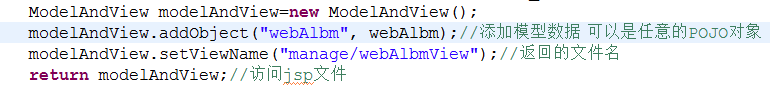 ModelAndView modelAndView=new ModelAndView();
modelAndView.addObject("webAlbm", webAlbm);//添加模型数据 可以是任意的POJO对象
modelAndView.setViewName("manage/webAlbmView");//返回的文件名
return modelAndView;//访问jsp文件